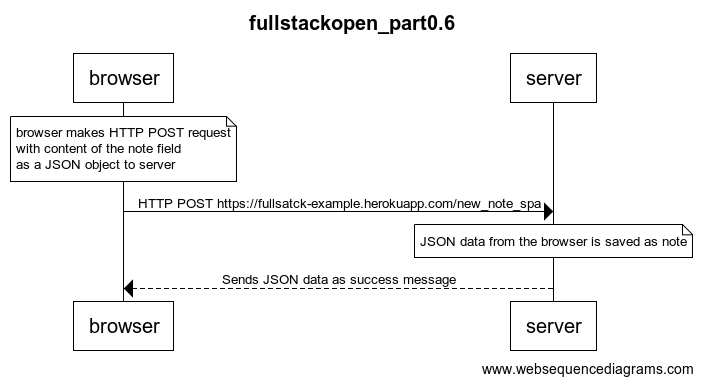 fullstackopen_part0.6
browser
server
browser makes HTTP POST request
with content of the note field
as a JSON object to server
HTTP POST https://fullsatck-example.herokuapp.com/new_note_spa
JSON data from the browser is saved as note
Sends JSON data as success message
browser
server
www.websequencediagrams.com